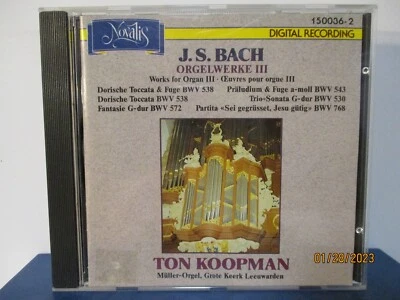 Novalis
150036-2
DIGITAL RECORDING
J. S. BACH
ORGELWERKE III
Works for Organ III · Œuvres pour orgue III
Dorische Toccata & Fuge BWV 538 Präludium & Fuge a-moll BWV 543
Dorische Toccata BWV 538 Trio-Sonata G-dur BWV 530
Fantasie G-dur BWV 572 Partita «Sei gegrüsset, Jesu gütig» BWV 768
TON KOOPMAN
Müller-Orgel, Grote Kerk Leeuwarden
01/28/2023